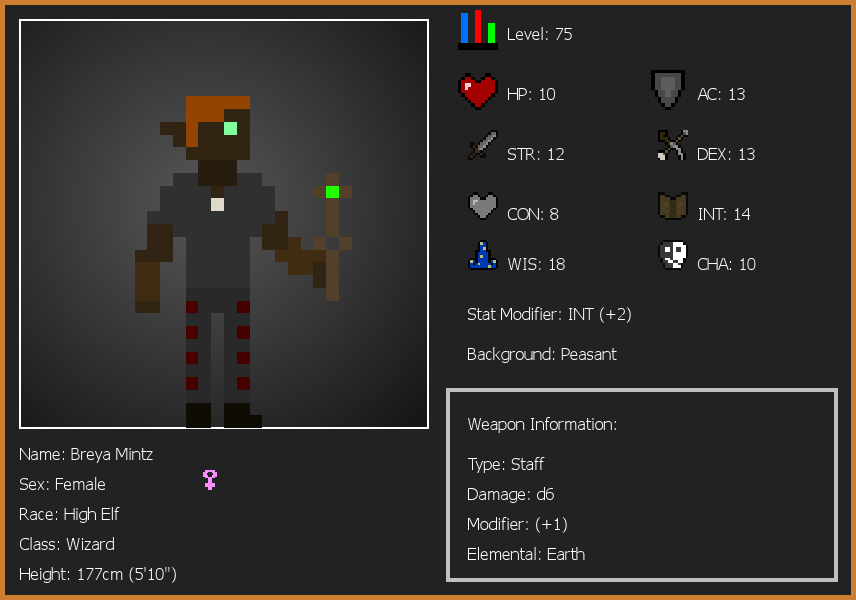 Level: 75
HP: 10
AC: 13
STR: 12
DEX: 13
CON: 8
INT: 14
WIS: 18
CHA: 10
Stat Modifier: INT (+2)
Background: Peasant
Weapon Information:
Type: Staff
Damage: d6
Modifier: (+1)
Elemental: Earth
Name: Breya Mintz
Sex: Female
Race: High Elf
Class: Wizard
Height: 177cm (5'10")